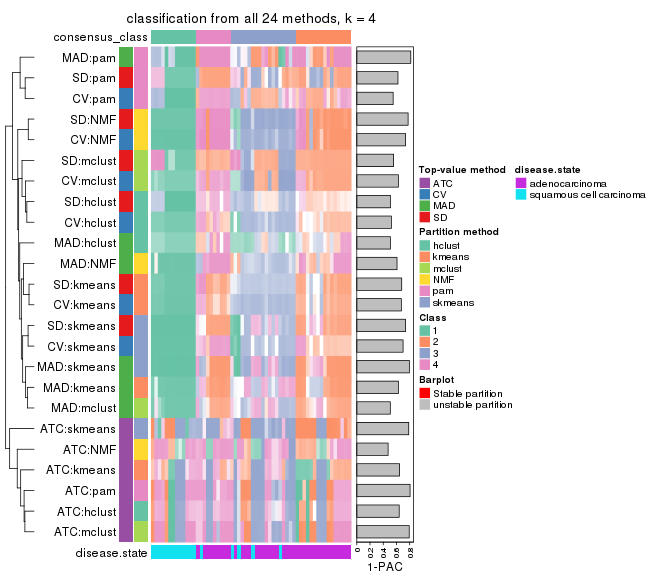 classification from all 24 methods, k = 4
consensus_class
MAD:pam
SD:pam
CV:pam
SD:NMF
CV:NMF
SD:mclust
CV:mclust
SD:hclust
CV:hclust
MAD:hclust
MAD:NMF
SD:kmeans
CV:kmeans
SD:skmeans
CV:skmeans
MAD:skmeans
MAD:kmeans
MAD:mclust
ATC:skmeans
ATC:NMF
ATC:kmeans
ATC:pam
ATC:hclust
ATC:mclust
disease.state
0 0.2 0.4 0.6 0.8
1-PAC
Top-value method
ATC
CV
MAD
SD
Partition method
hclust
kmeans
mclust
NMF
pam
skmeans
Class
1
2
3
4
Barplot
Stable partition
unstable partition
disease.state
adenocarcinoma
squamous cell carcinoma